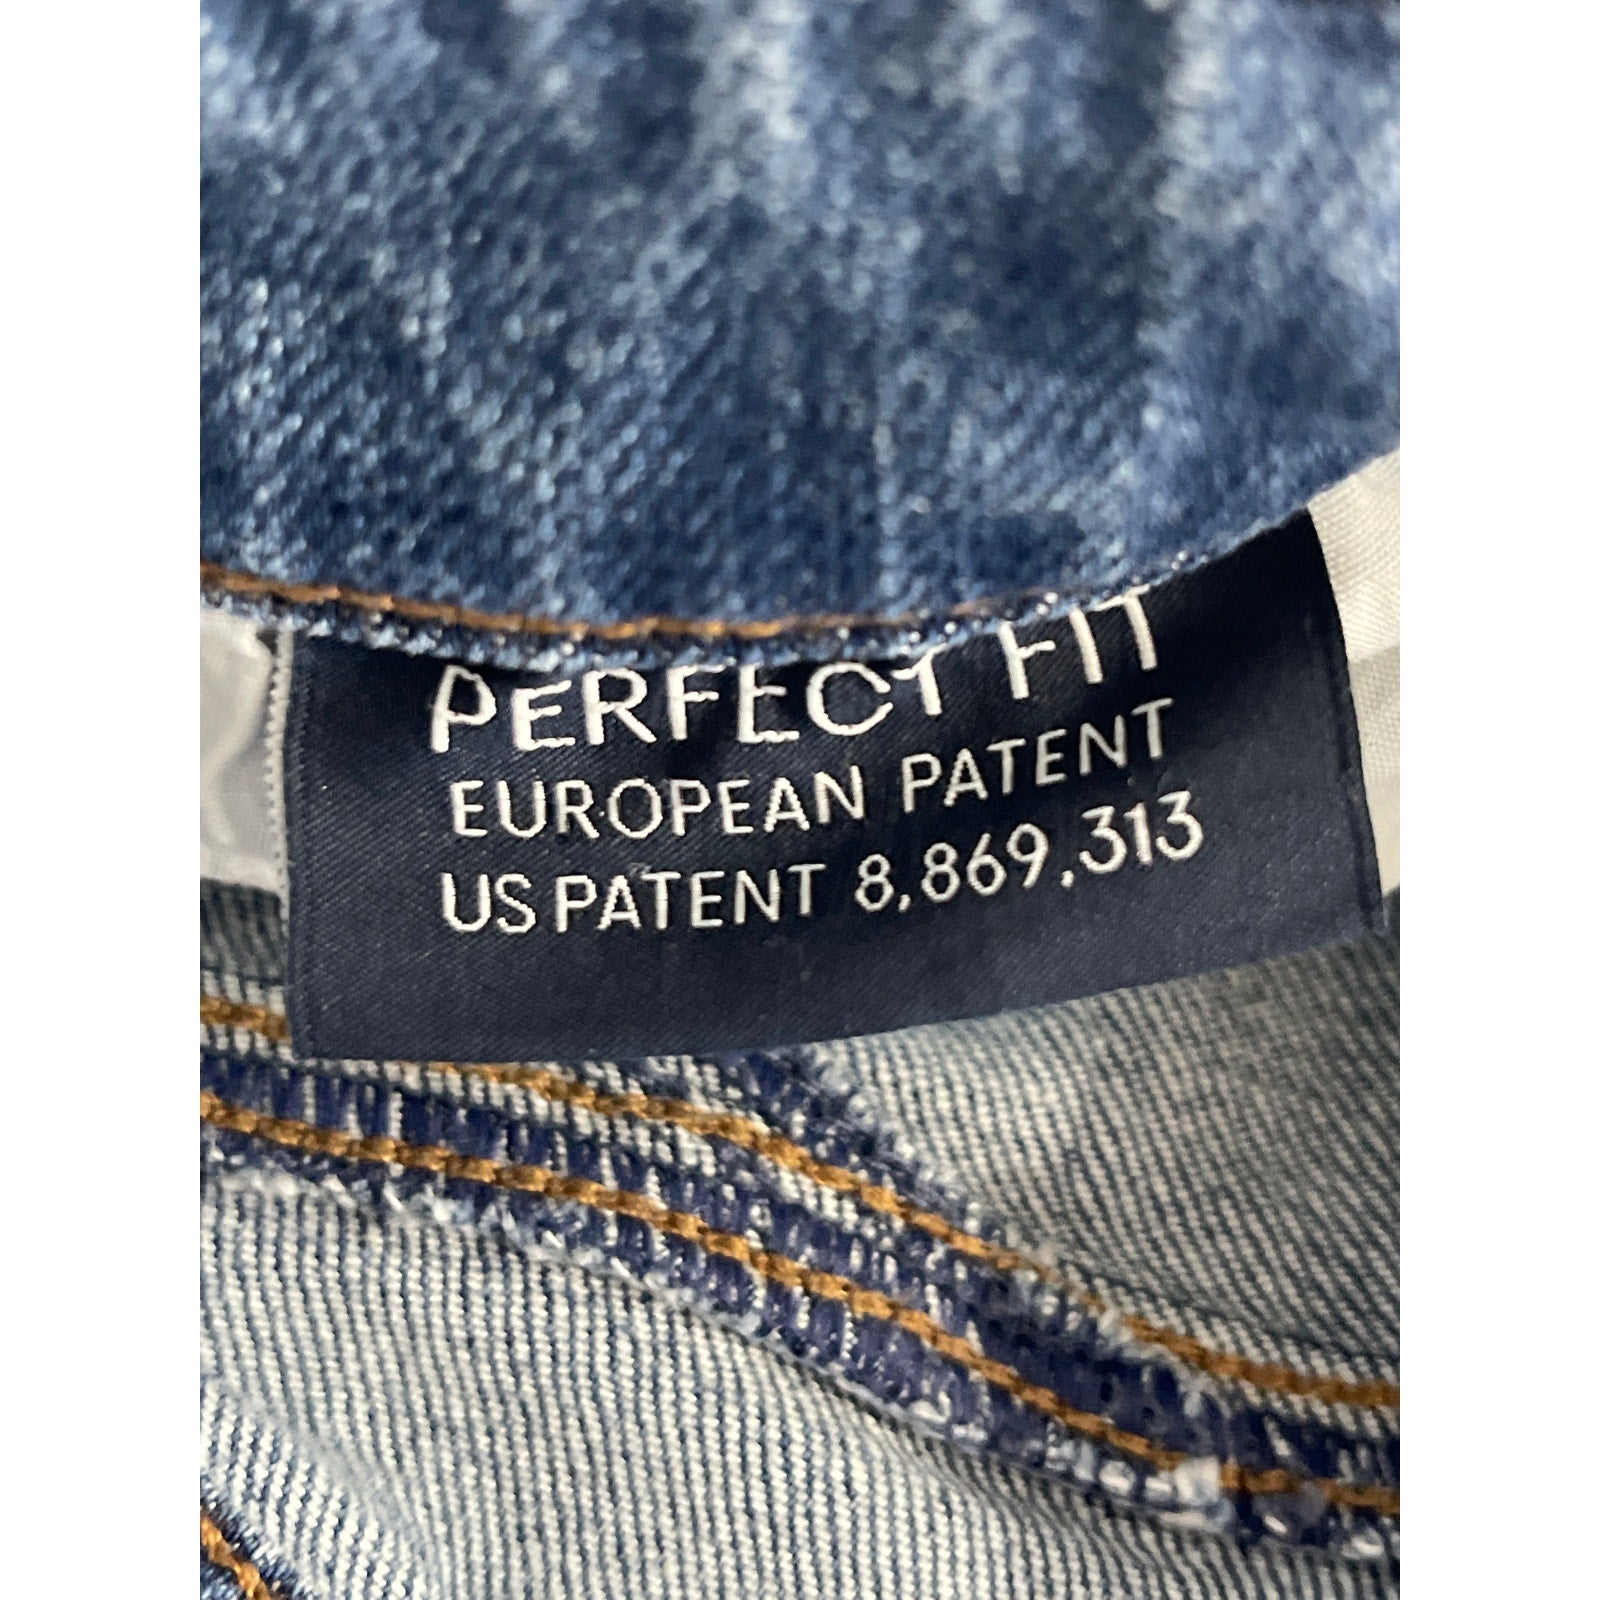 PERFECT FIT
EUROPEAN PATENT
US PATENT 8,869,313